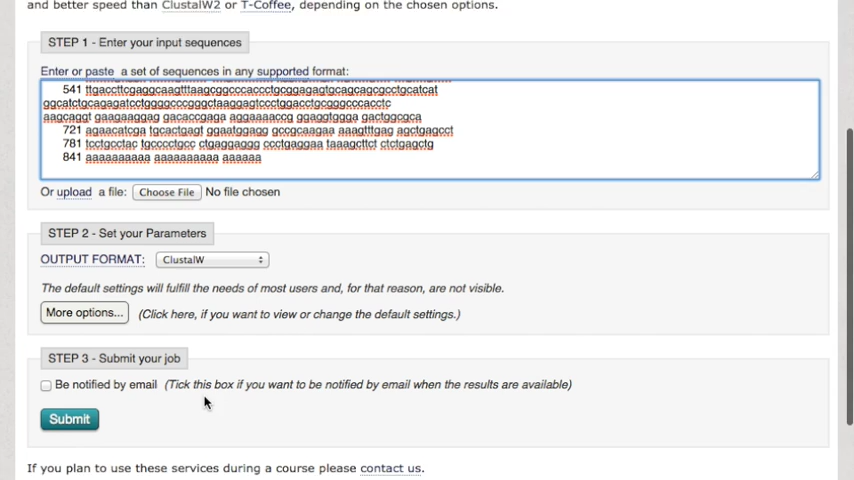 and better speed than ClustalW2 or T-Coffee, depending on the chosen options.
STEP 1 - Enter your input sequences
Enter or paste a set of sequences in any supported format:
541 ttgaccttcgaggcaagtttaagcggcccaccctgcggagagtgcagcagcgcctgcatcat
ggcatctgcagagatcctggggcccgggctaaggagtccctggacctgcgggcccacctc
aagcaggt gaagaaggag gacaccgaga aggaaaaccg ggaggtggga gactggcgca
721 agaacatcga tgcactgagt ggaatggagg gccgcaagaa aaagtttgag agctgagcct
781 tcctgcctac tgcccctgcc ctgaggaggg ccctgaggaa taaagcttct ctctgagctg
841 aaaaaaaaaa aaaaaaaaaa aaaaaa
Or upload a file: Choose File No file chosen
STEP 2 - Set your Parameters
OUTPUT FORMAT: ClustalW
The default settings will fulfill the needs of most users and, for that reason, are not visible.
More options... (Click here, if you want to view or change the default settings.)
STEP 3 - Submit your job
Be notified by email (Tick this box if you want to be notified by email when the results are available)
Submit
If you plan to use these services during a course please contact us.